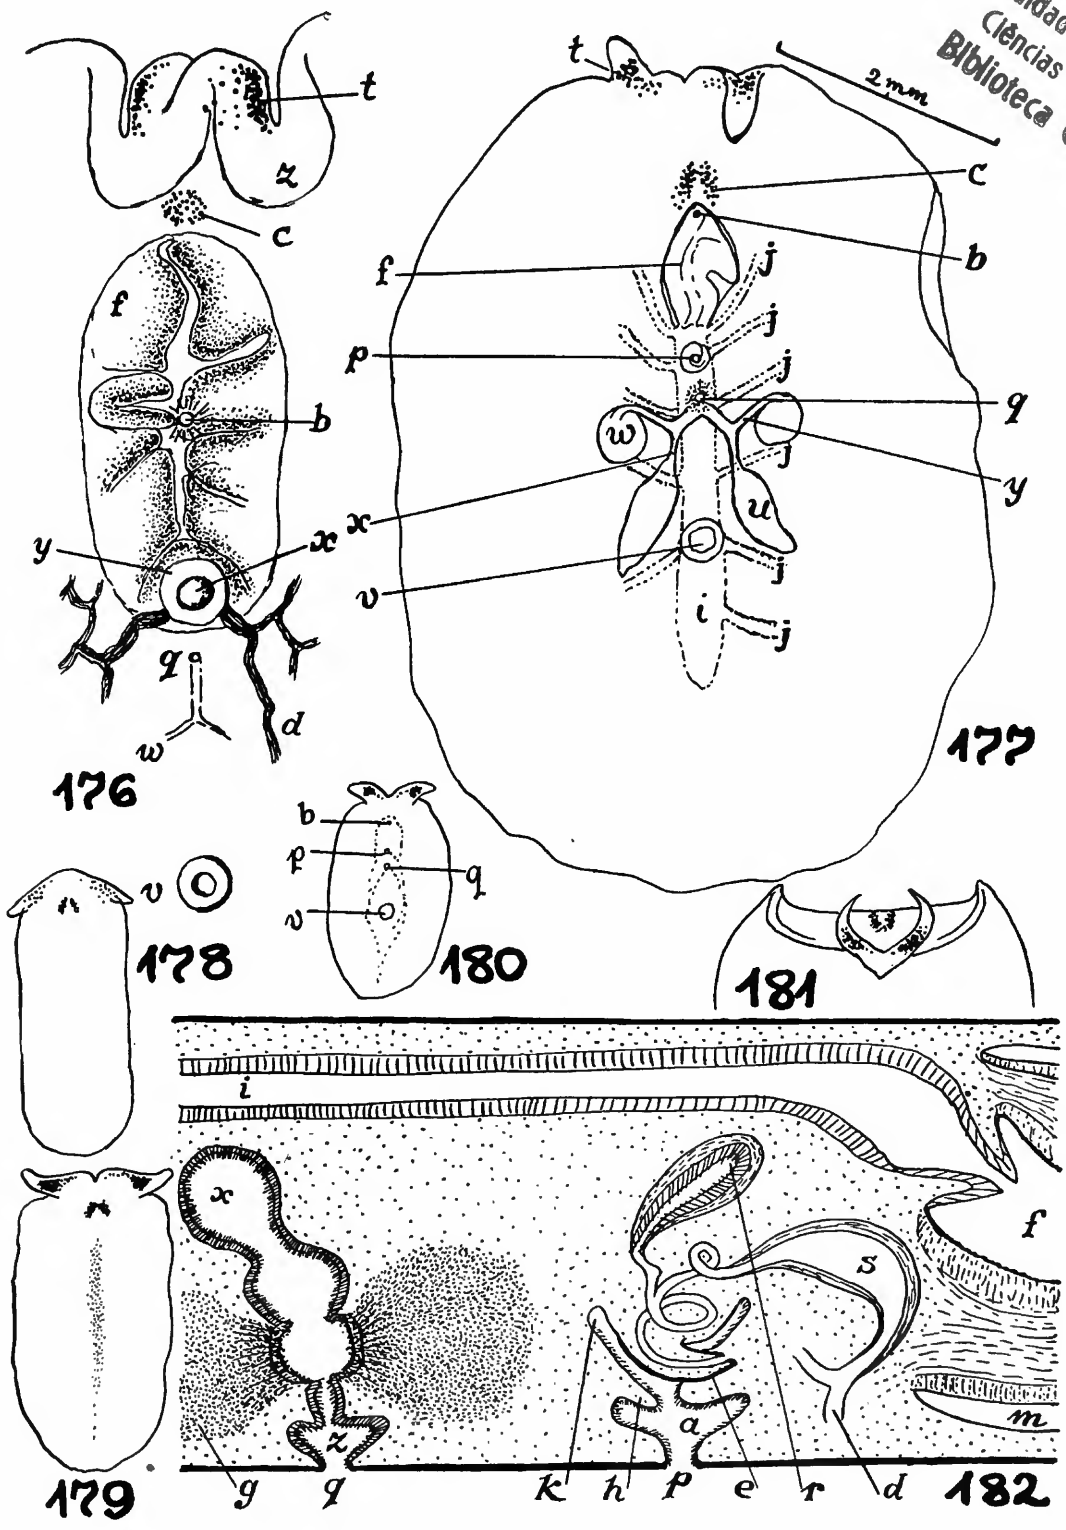 Ciências
Biblioteca
t
z
c
f
b
y
x
q
d
w
176
t
2 mm
c
b
f
j
j
p
j
q
w
j
y
x
u
v
j
i
j
177
v
178
b
p
q
v
180
181
179
i
x
s
f
m
z
a
g
q
k
h
p
e
r
d
182